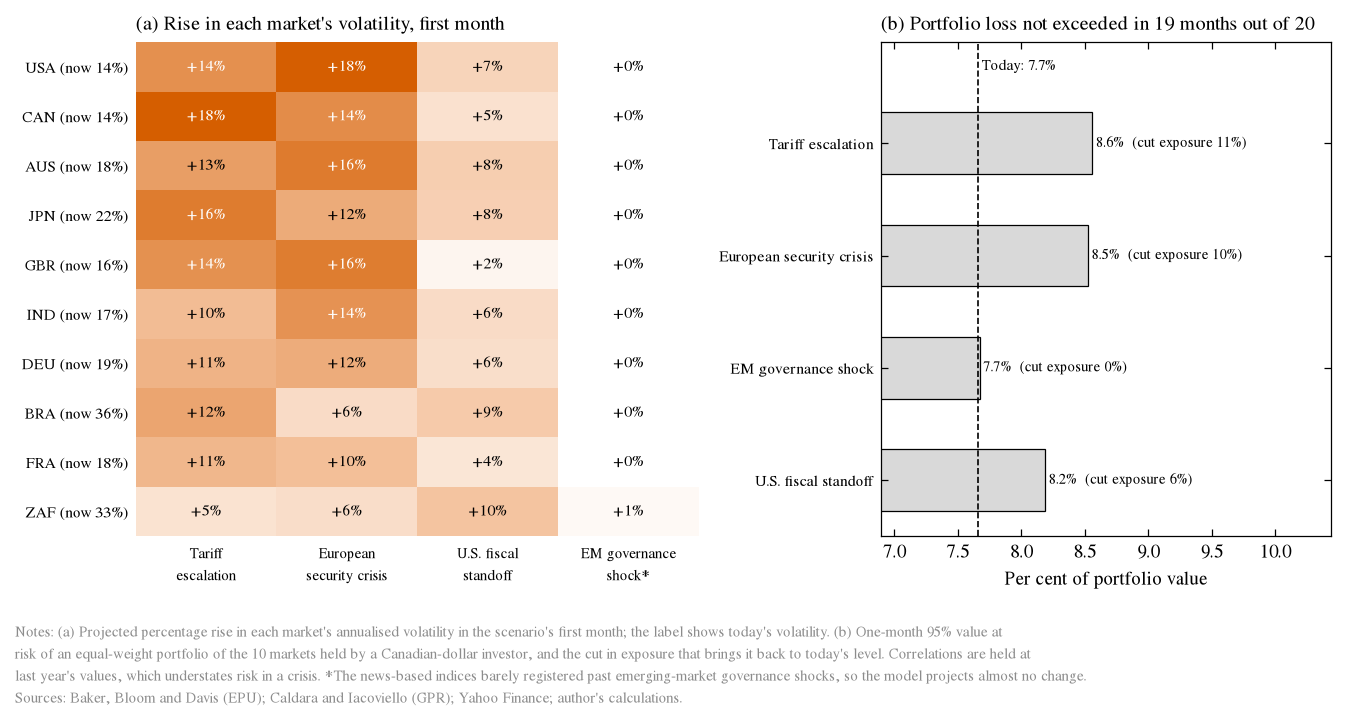 (a) Rise in each market's volatility, first month
USA (now 14%) +14% +18% +7% +0%
CAN (now 14%) +18% +14% +5% +0%
AUS (now 18%) +13% +16% +8% +0%
JPN (now 22%) +16% +12% +8% +0%
GBR (now 16%) +14% +16% +2% +0%
IND (now 17%) +10% +14% +6% +0%
DEU (now 19%) +11% +12% +6% +0%
BRA (now 36%) +12% +6% +9% +0%
FRA (now 18%) +11% +10% +4% +0%
ZAF (now 33%) +5% +6% +10% +1%
Tariff European U.S. fiscal EM governance
escalation security crisis standoff shock*
(b) Portfolio loss not exceeded in 19 months out of 20
Today: 7.7%
Tariff escalation 8.6% (cut exposure 11%)
European security crisis 8.5% (cut exposure 10%)
EM governance shock 7.7% (cut exposure 0%)
U.S. fiscal standoff 8.2% (cut exposure 6%)
7.0 7.5 8.0 8.5 9.0 9.5 10.0
Per cent of portfolio value
Notes: (a) Projected percentage rise in each market's annualised volatility in the scenario's first month; the label shows today's volatility. (b) One-month 95% value at
risk of an equal-weight portfolio of the 10 markets held by a Canadian-dollar investor, and the cut in exposure that brings it back to today's level. Correlations are held at
last year's values, which understates risk in a crisis. *The news-based indices barely registered past emerging-market governance shocks, so the model projects almost no change.
Sources: Baker, Bloom and Davis (EPU); Caldara and Iacoviello (GPR); Yahoo Finance; author's calculations.